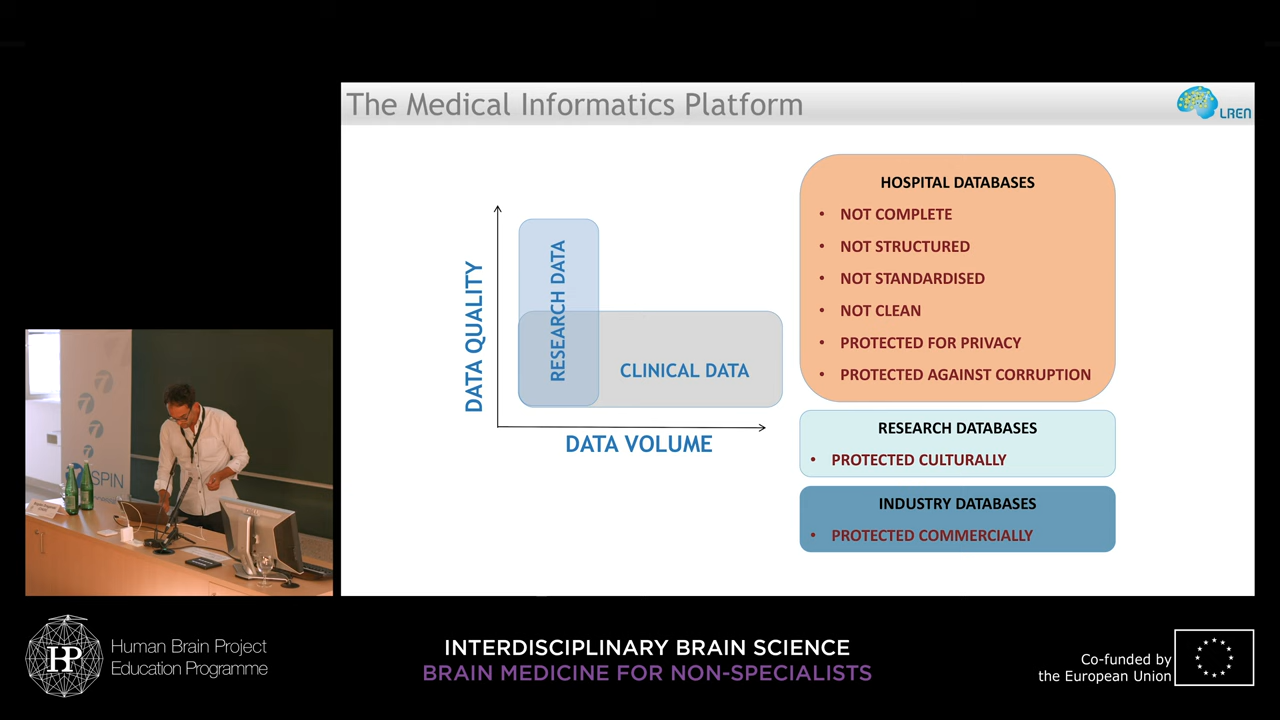 The Medical Informatics Platform
LREN
DATA QUALITY
RESEARCH DATA
CLINICAL DATA
DATA VOLUME
HOSPITAL DATABASES
• NOT COMPLETE
• NOT STRUCTURED
• NOT STANDARDISED
• NOT CLEAN
• PROTECTED FOR PRIVACY
• PROTECTED AGAINST CORRUPTION
RESEARCH DATABASES
• PROTECTED CULTURALLY
INDUSTRY DATABASES
• PROTECTED COMMERCIALLY
SPIN
HP
Human Brain Project
Education Programme
INTERDISCIPLINARY BRAIN SCIENCE
BRAIN MEDICINE FOR NON-SPECIALISTS
Co-funded by
the European Union